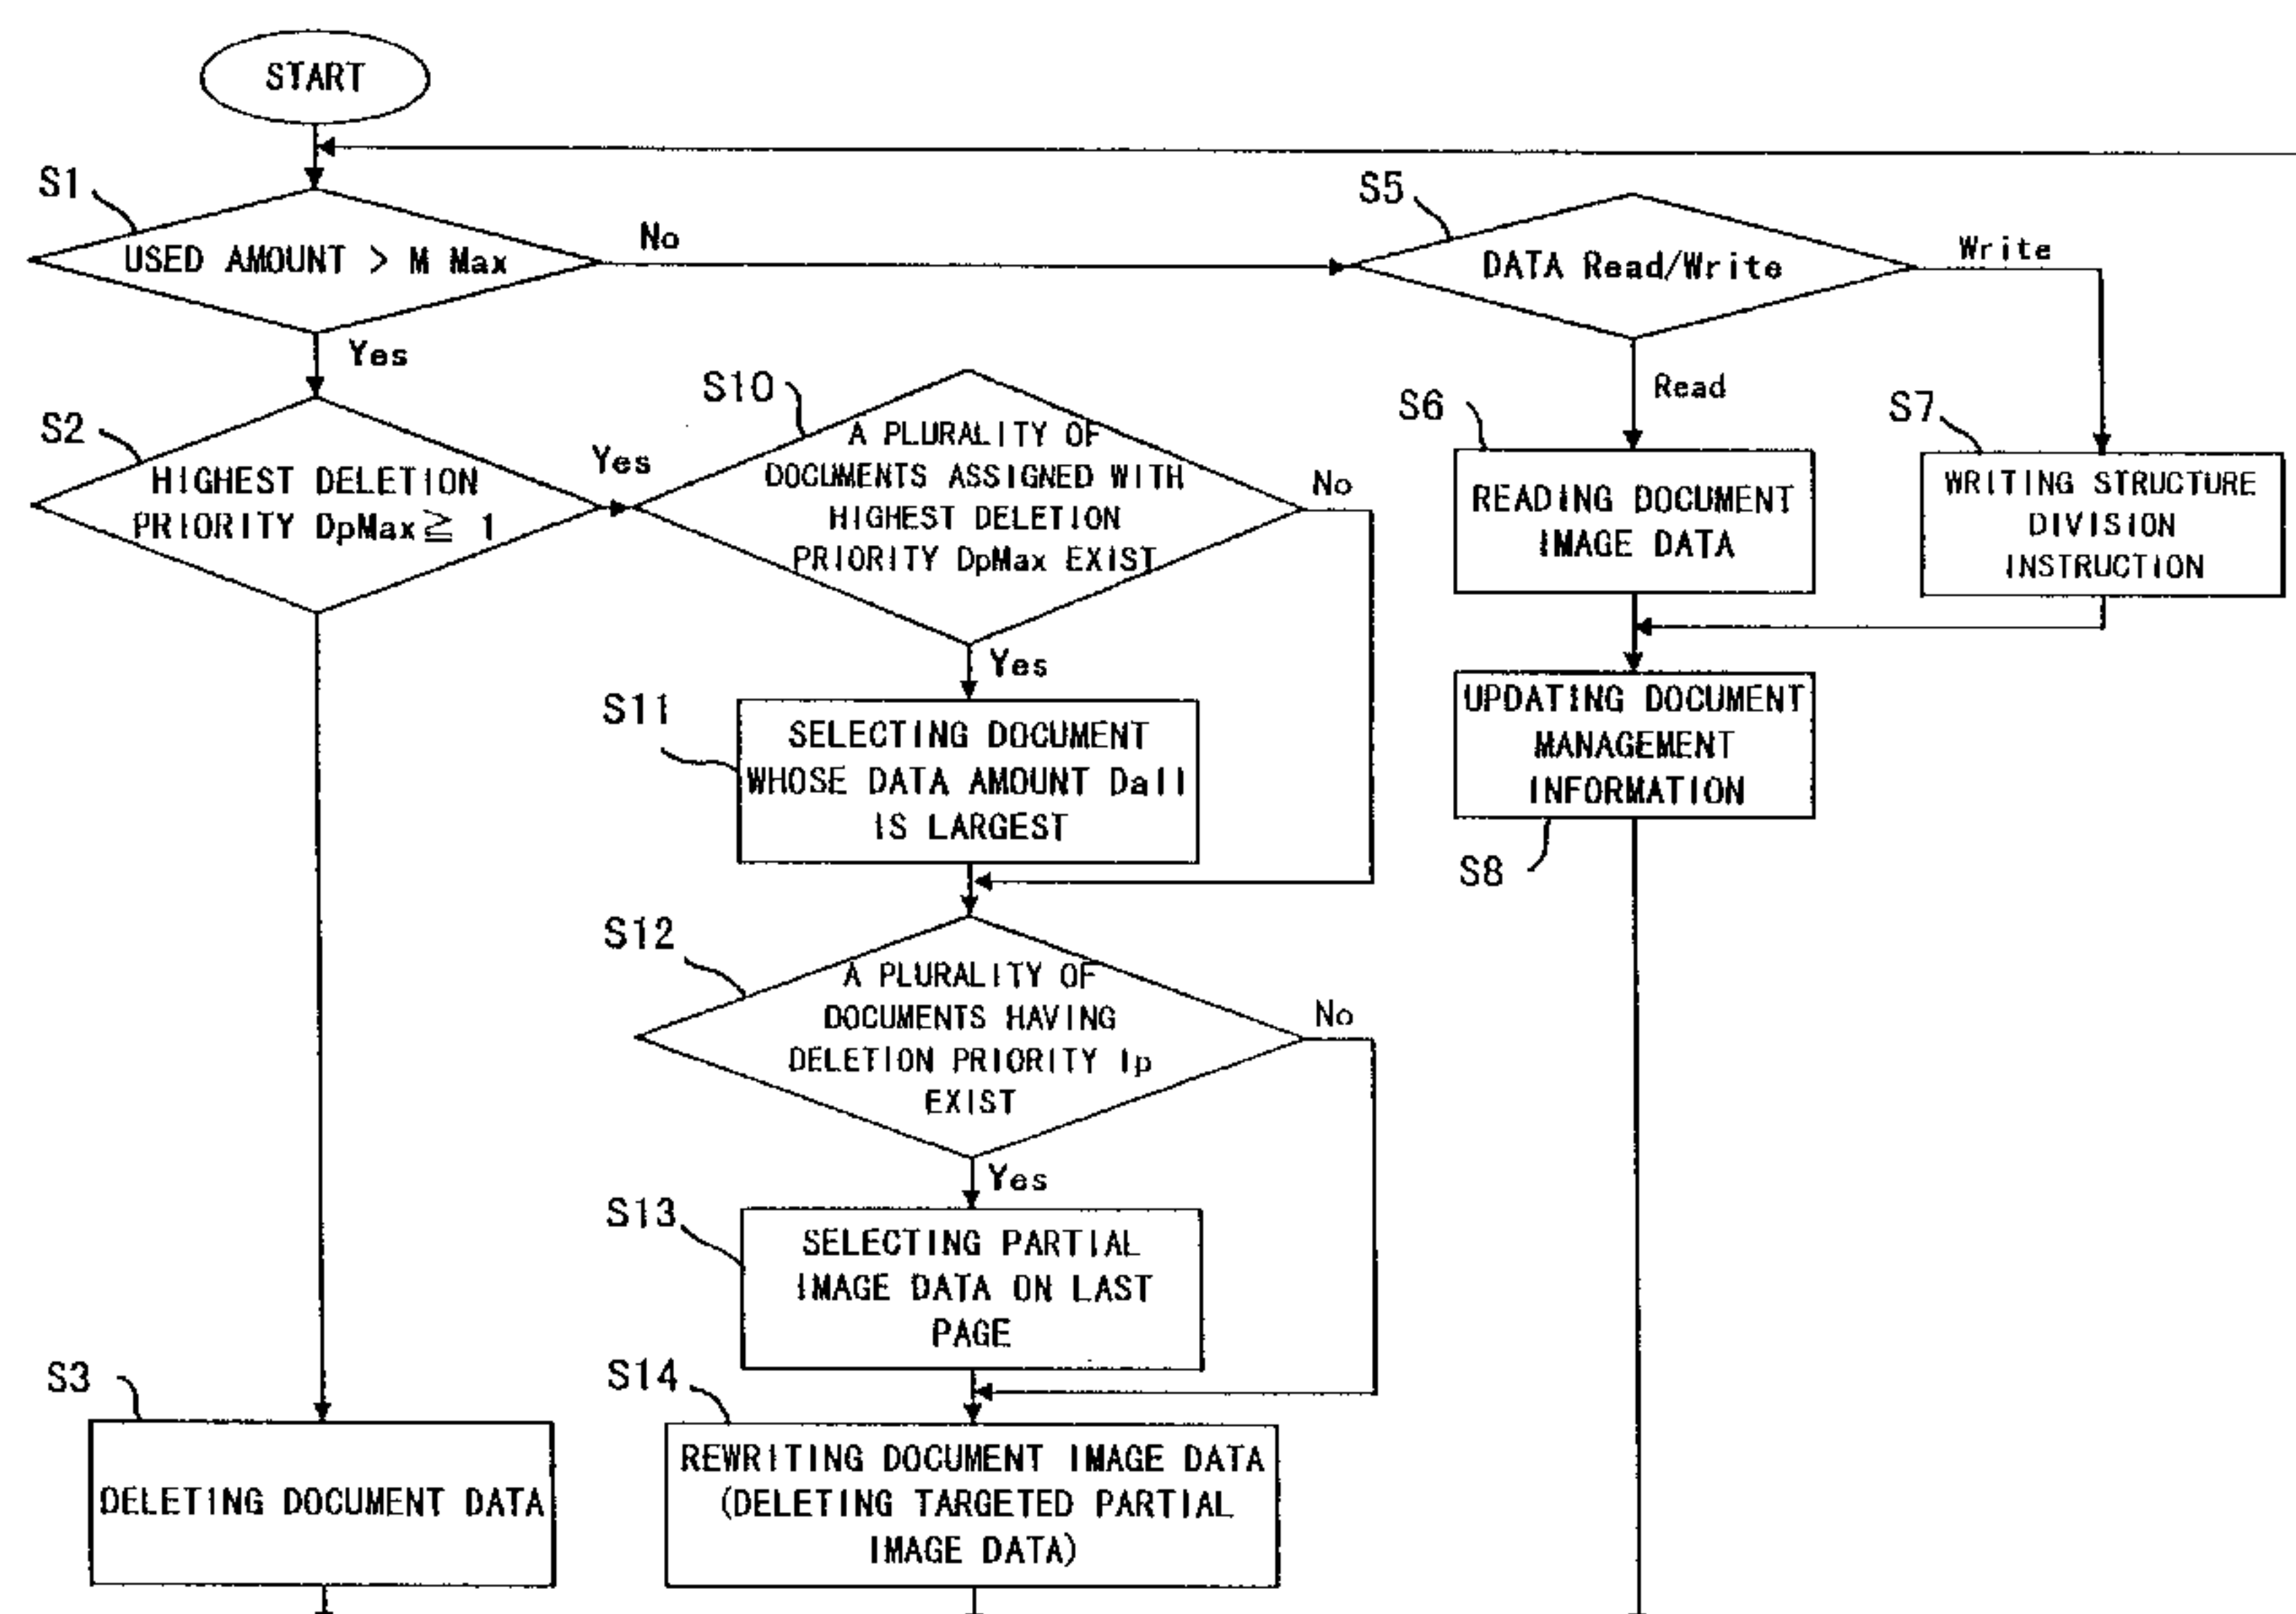 START
S1
USED AMOUNT > M Max
No
Yes
S5
DATA Read/Write
Write
Read
S2
HIGHEST DELETION
PRIORITY DpMax≧ 1
Yes
S10
A PLURALITY OF
DOCUMENTS ASSIGNED WITH
HIGHEST DELETION
PRIORITY DpMax EXIST
No
Yes
S6
READING DOCUMENT
IMAGE DATA
S7
WRITING STRUCTURE
DIVISION
INSTRUCTION
S11
SELECTING DOCUMENT
WHOSE DATA AMOUNT Dall
IS LARGEST
UPDATING DOCUMENT
MANAGEMENT
INFORMATION
S8
S12
A PLURALITY OF
DOCUMENTS HAVING
DELETION PRIORITY Ip
EXIST
No
Yes
S13
SELECTING PARTIAL
IMAGE DATA ON LAST
PAGE
S3
DELETING DOCUMENT DATA
S14
REWRITING DOCUMENT IMAGE DATA
(DELETING TARGETED PARTIAL
IMAGE DATA)